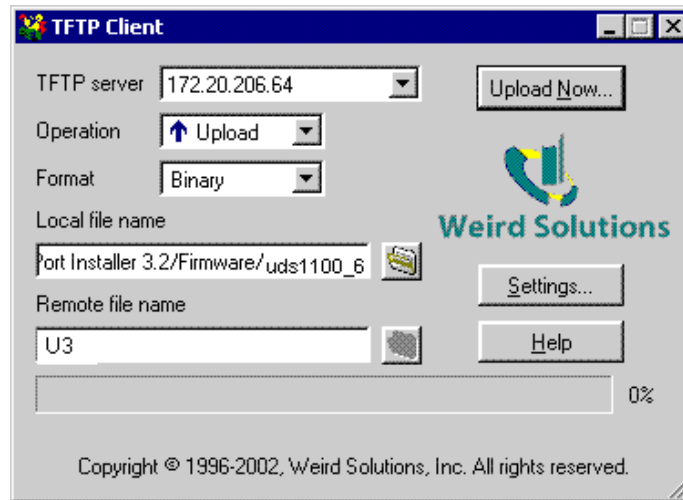 TFTP Client
TFTP server 172.20.206.64 Upload Now...
Operation Upload
Format Binary
Weird Solutions
Local file name
Port Installer 3.2/Firmware/uds1100_6
Settings...
Remote file name
U3 Help
0%
Copyright © 1996-2002, Weird Solutions, Inc. All rights reserved.